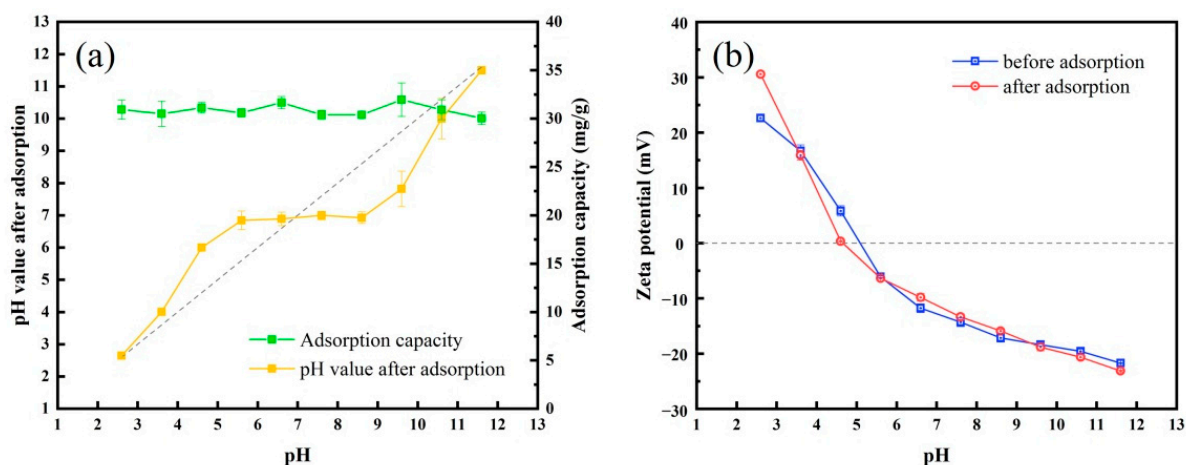 (a)
pH value after adsorption
13
12
11
10
9
8
7
6
5
4
3
2
1
40
35
30
25
20
15
10
5
0
Adsorption capacity (mg/g)
Adsorption capacity
pH value after adsorption
1 2 3 4 5 6 7 8 9 10 11 12 13
pH
(b)
Zeta potential (mV)
40
30
20
10
0
−10
−20
−30
before adsorption
after adsorption
1 2 3 4 5 6 7 8 9 10 11 12 13
pH